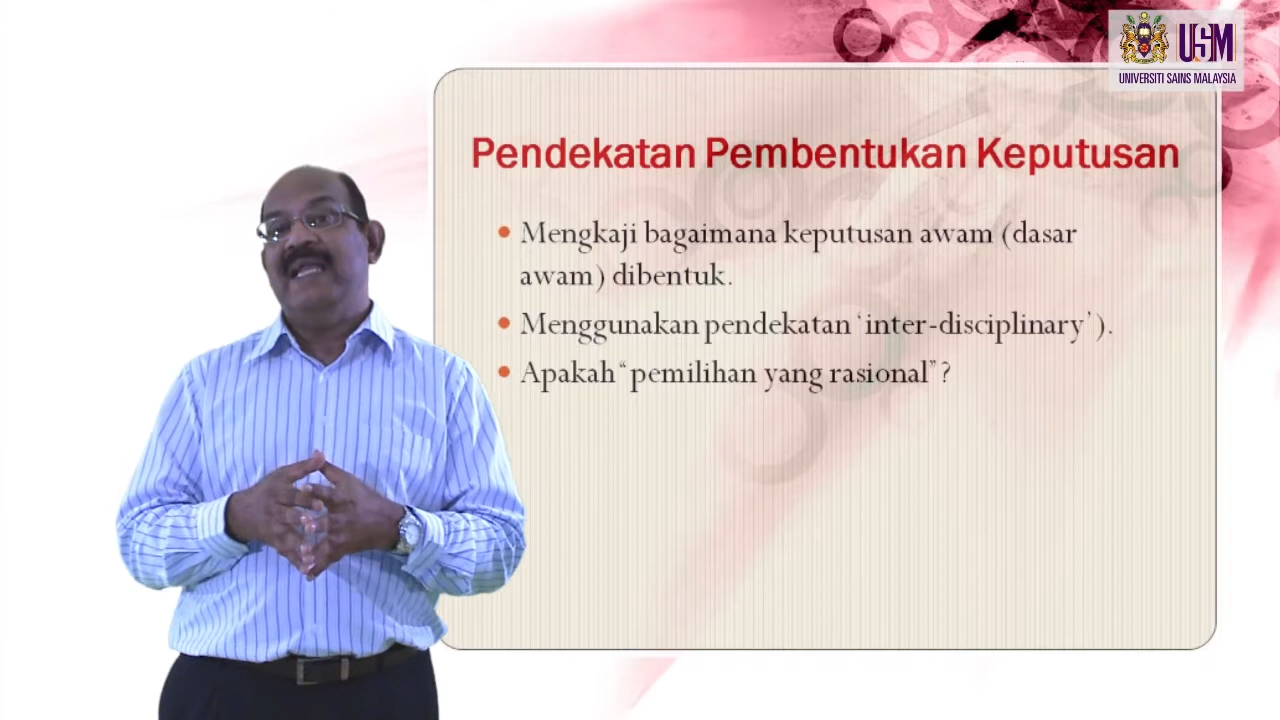 USM
UNIVERSITI SAINS MALAYSIA
Pendekatan Pembentukan Keputusan
Mengkaji bagaimana keputusan awam (dasar
awam) dibentuk.
Menggunakan pendekatan ‘inter-disciplinary’).
Apakah “pemilihan yang rasional”?